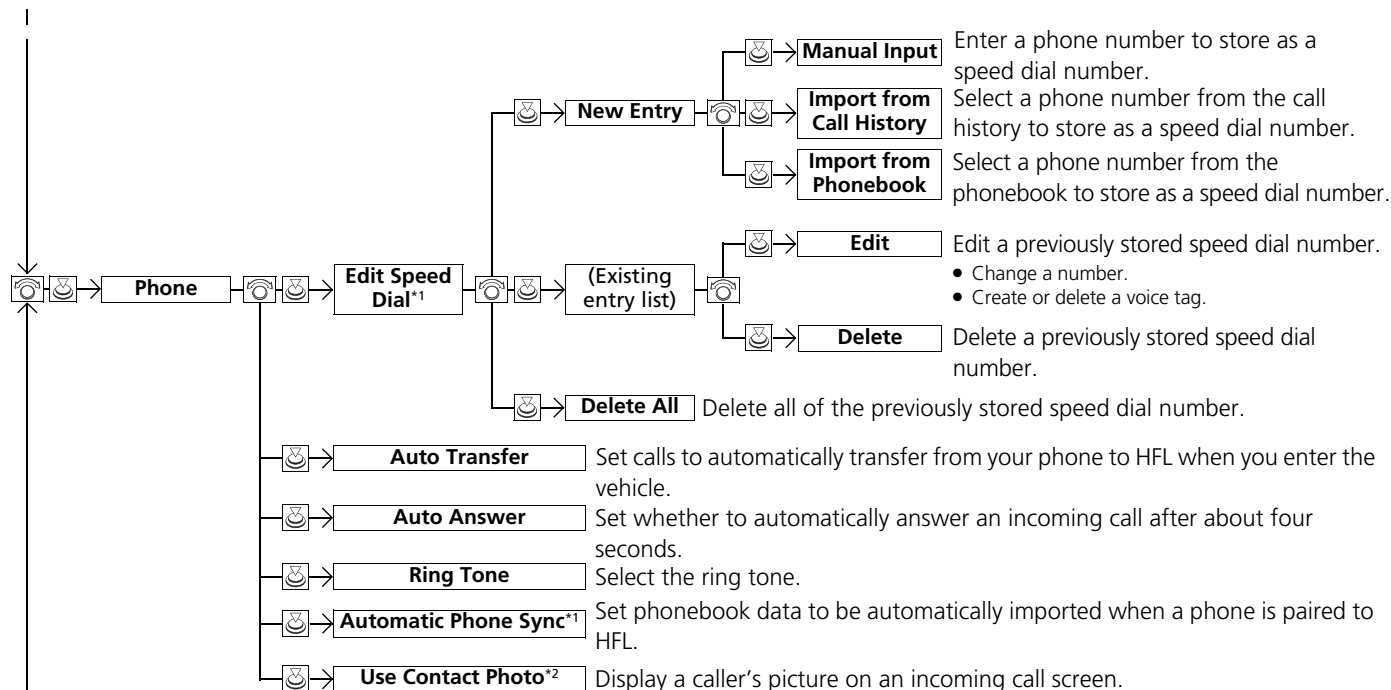 Manual Input
Enter a phone number to store as a
speed dial number.
New Entry
Import from
Call History
Select a phone number from the call
history to store as a speed dial number.
Import from
Phonebook
Select a phone number from the
phonebook to store as a speed dial number.
Phone
Edit Speed
Dial*1
(Existing
entry list)
Edit
Edit a previously stored speed dial number.
● Change a number.
● Create or delete a voice tag.
Delete
Delete a previously stored speed dial
number.
Delete All
Delete all of the previously stored speed dial number.
Auto Transfer
Set calls to automatically transfer from your phone to HFL when you enter the
vehicle.
Auto Answer
Set whether to automatically answer an incoming call after about four
seconds.
Ring Tone
Select the ring tone.
Automatic Phone Sync*1
Set phonebook data to be automatically imported when a phone is paired to
HFL.
Use Contact Photo*2
Display a caller's picture on an incoming call screen.